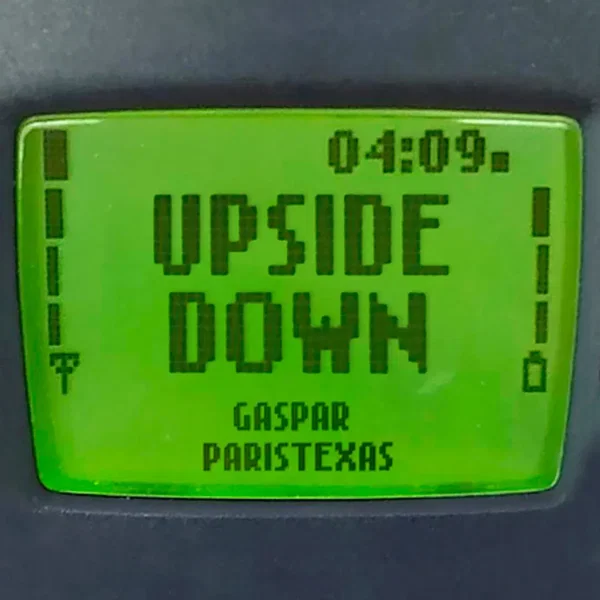 04:09.
UPSIDE
DOWN
GASPAR
PARISTEXAS